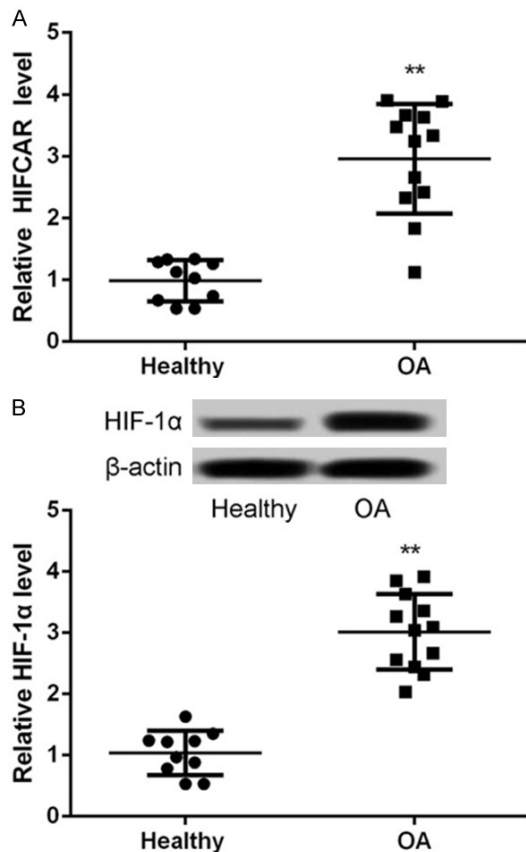 A
Relative HIFCAR level
5
4
3
2
1
0
**
Healthy OA
B
HIF-1α
β-actin
Healthy OA
Relative HIF-1α level
5
4
3
2
1
0
**
Healthy OA